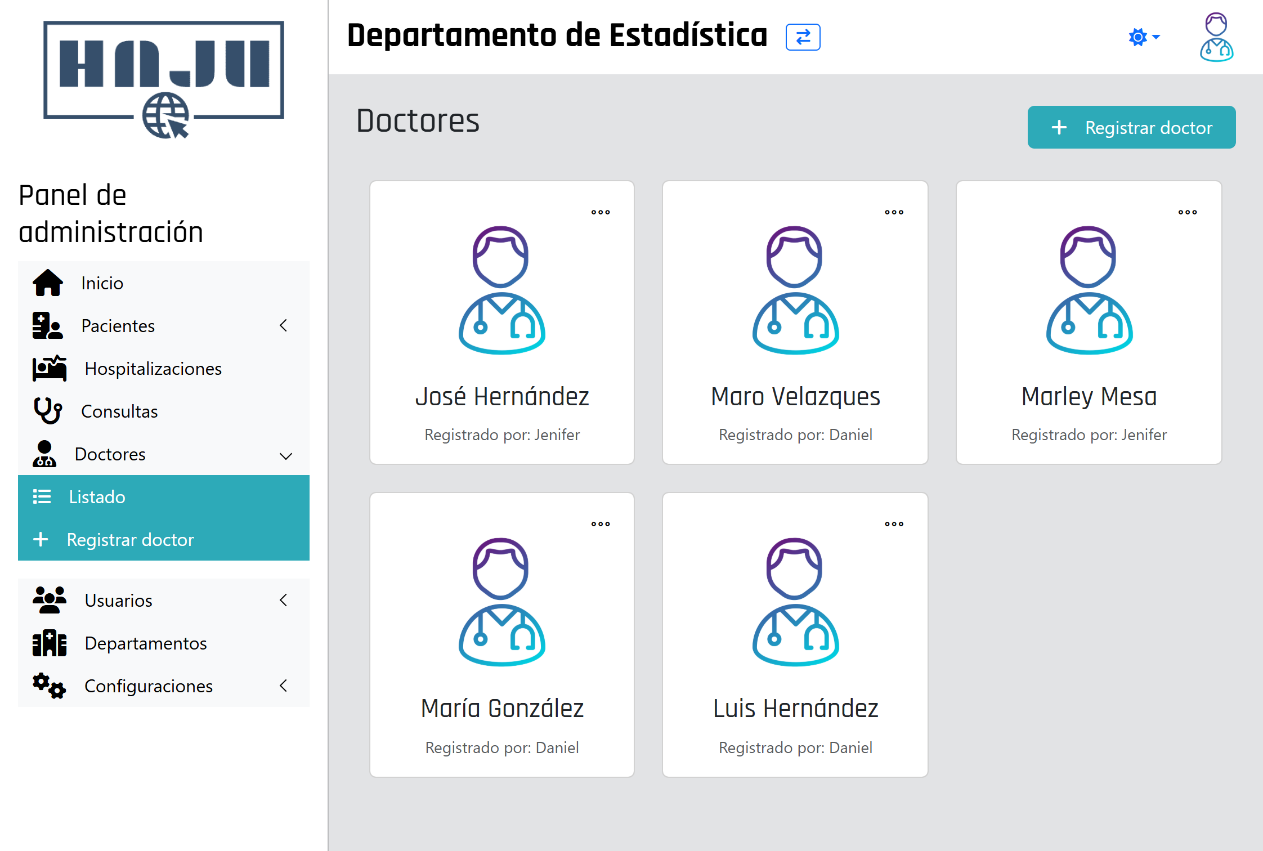 HNJU
Panel de
administración
Inicio
Pacientes
Hospitalizaciones
Consultas
Doctores
Listado
Registrar doctor
Usuarios
Departamentos
Configuraciones
Departamento de Estadística
Doctores
Registrar doctor
José Hernández
Registrado por: Jenifer
Maro Velazques
Registrado por: Daniel
Marley Mesa
Registrado por: Jenifer
María González
Registrado por: Daniel
Luis Hernández
Registrado por: Daniel